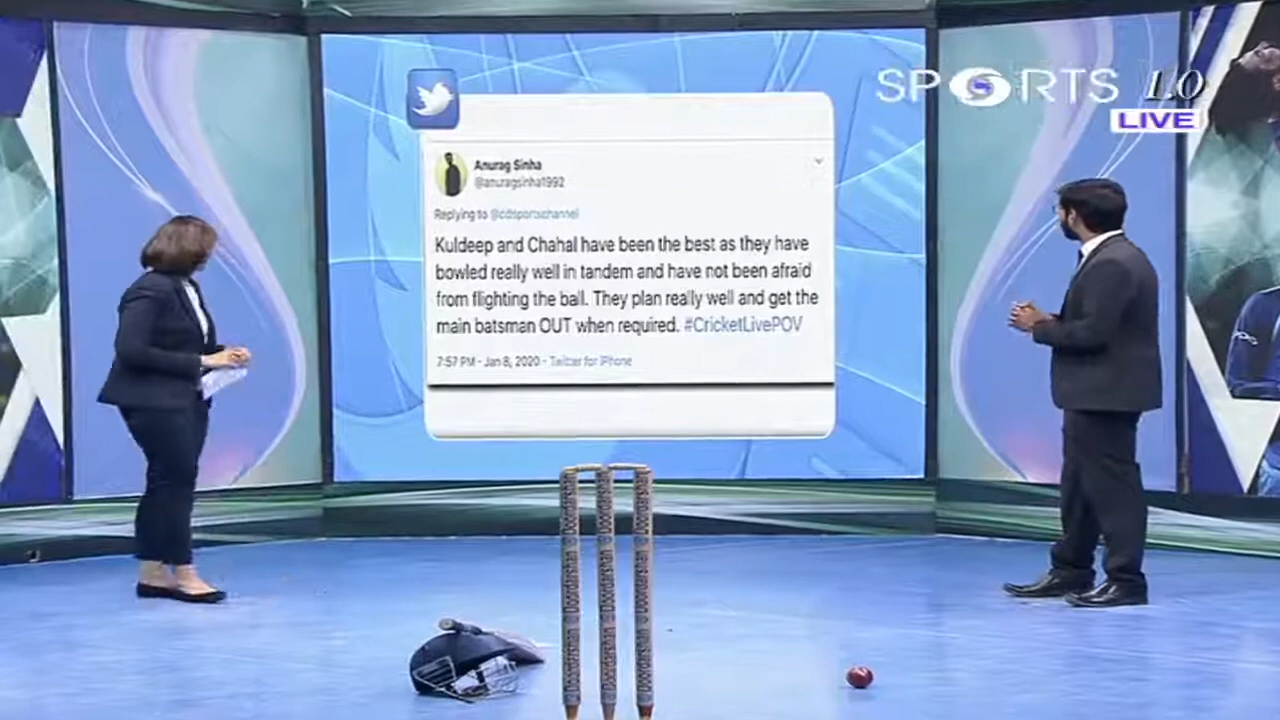 SPORTS 1.0
LIVE
Anurag Sinha
@anuragsinha1992
Replying to @ddsportschannel
Kuldeep and Chahal have been the best as they have
bowled really well in tandem and have not been afraid
from flighting the ball. They plan really well and get the
main batsman OUT when required. #CricketLivePOV
7:57 PM - Jan 8, 2020 - Twitter for iPhone